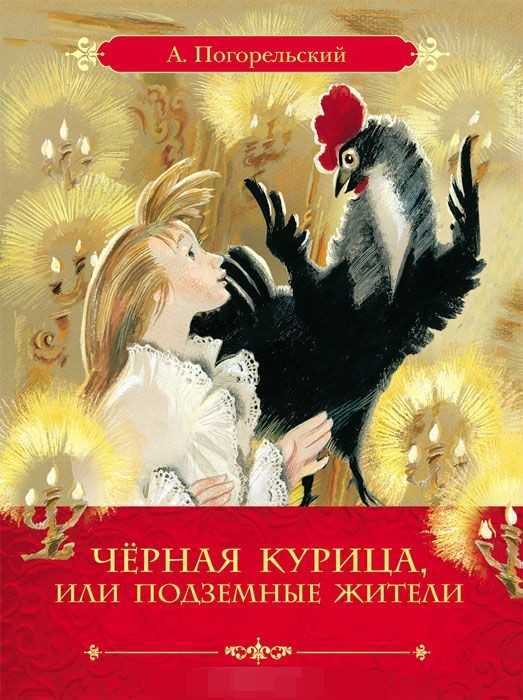 А. Погорельский
ЧЁРНАЯ КУРИЦА,
ИЛИ ПОДЗЕМНЫЕ ЖИТЕЛИ